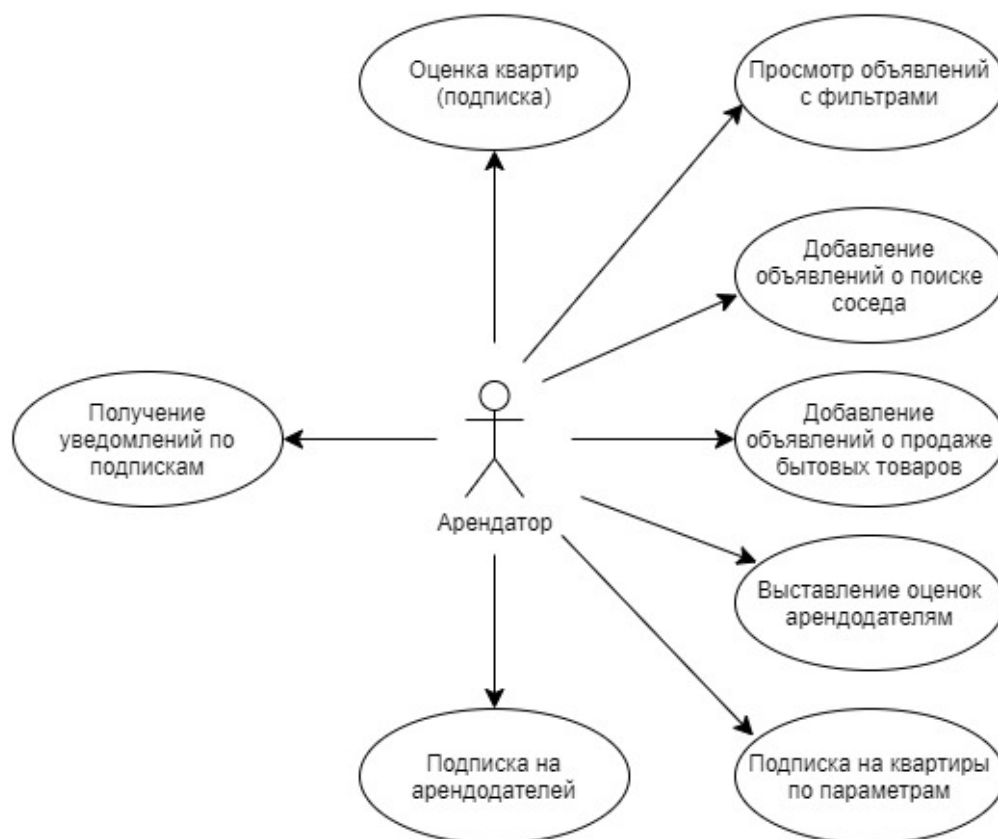 Оценка квартир
(подписка)
Просмотр объявлений
с фильтрами
Добавление
объявлений о поиске
соседа
Получение
уведомлений по
подпискам
Добавление
объявлений о продаже
бытовых товаров
Арендатор
Выставление оценок
арендодателям
Подписка на
арендодателей
Подписка на квартиры
по параметрам